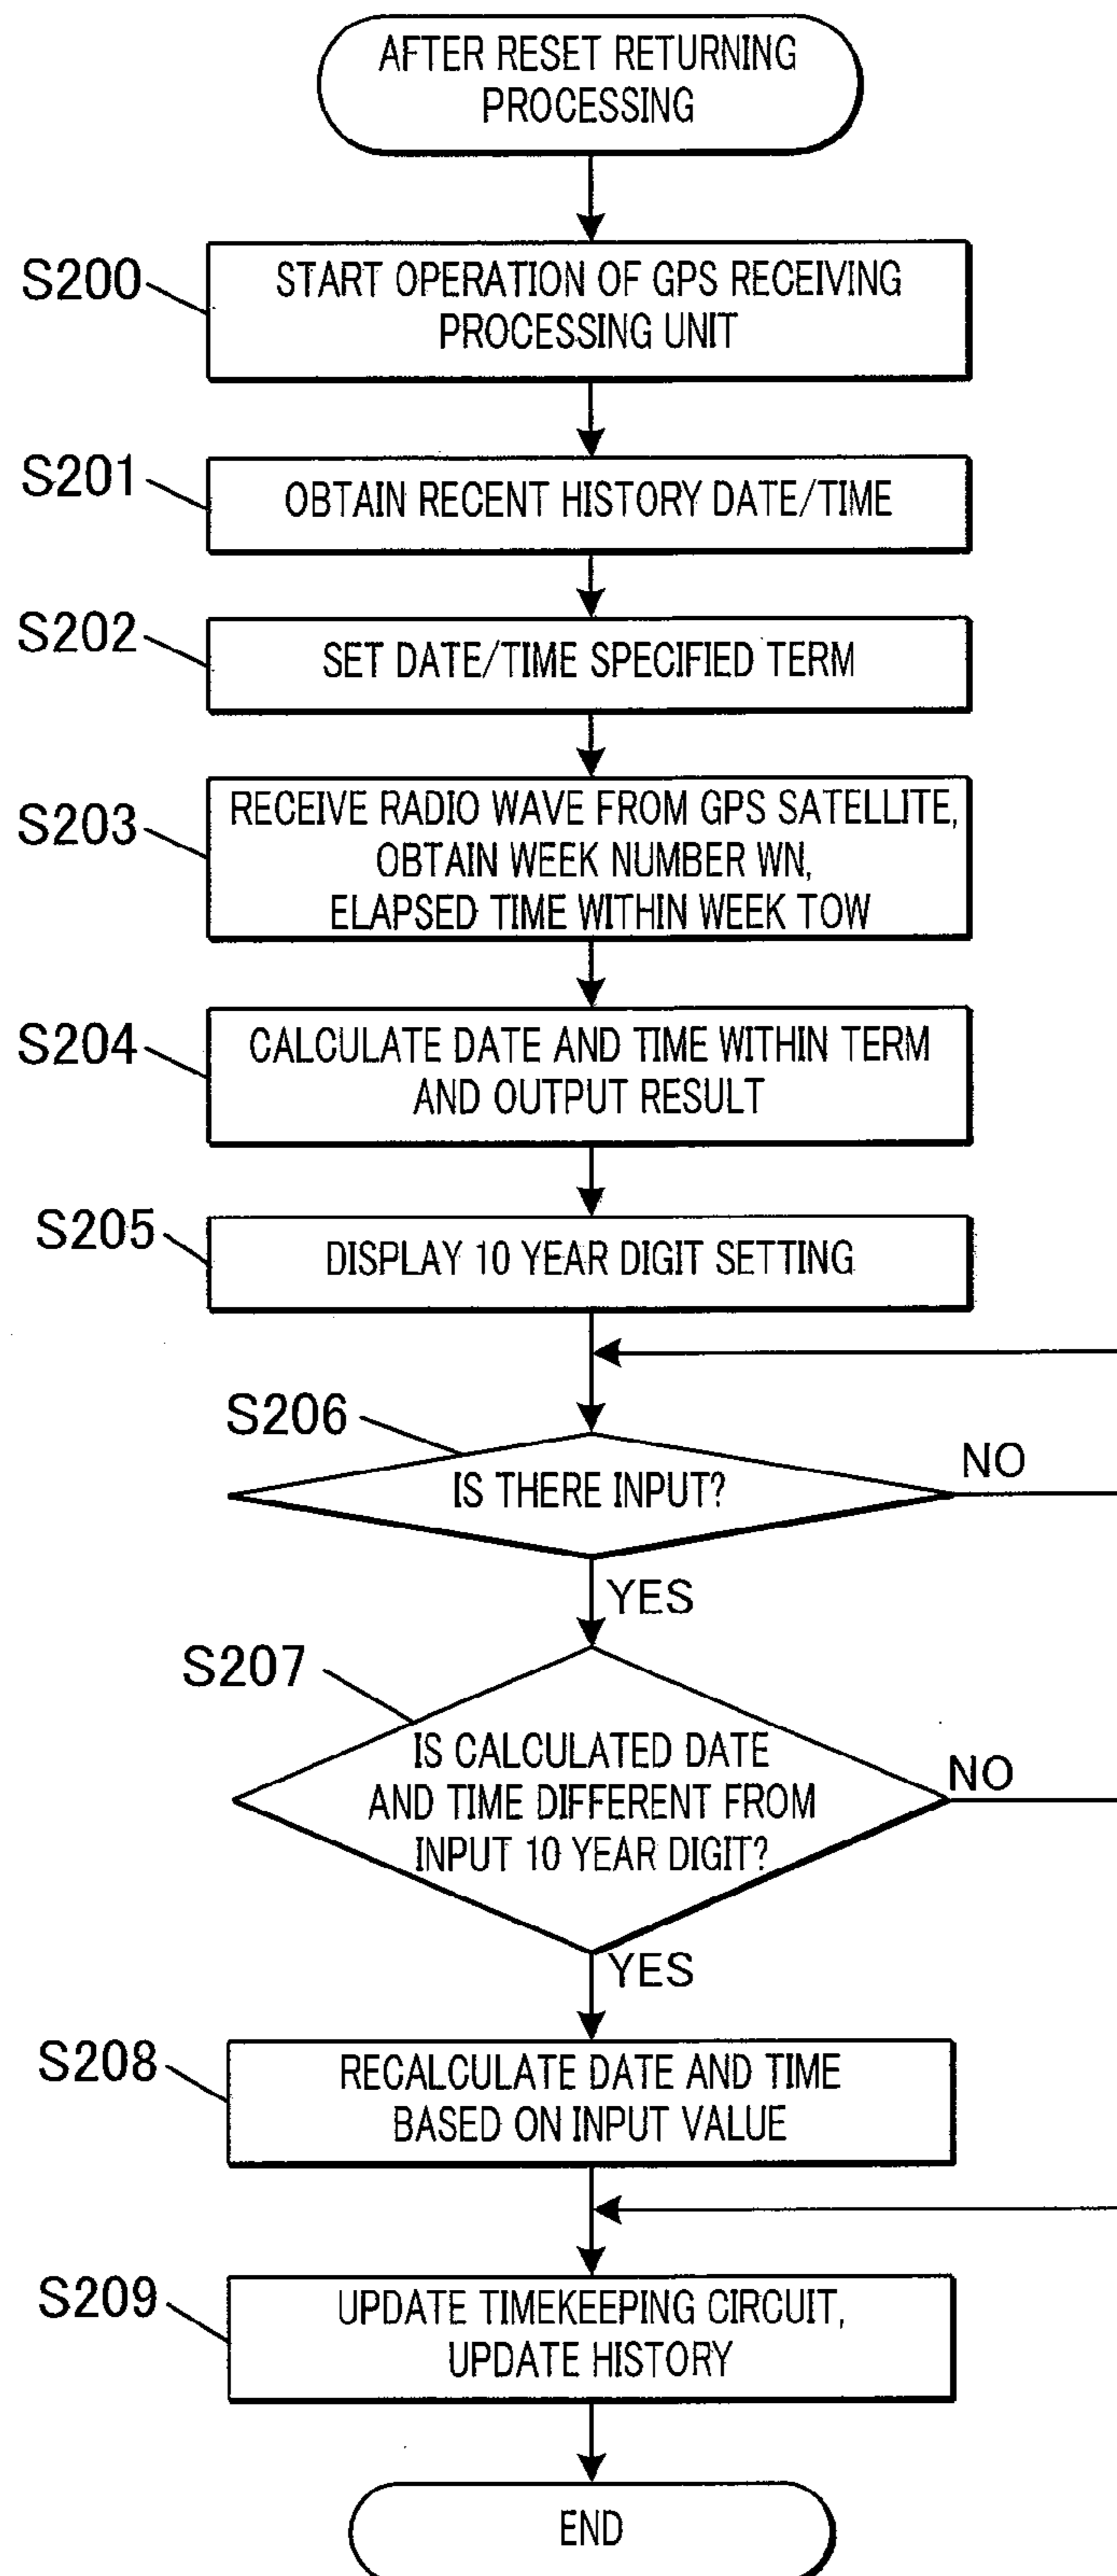 AFTER RESET RETURNING
PROCESSING
S200
START OPERATION OF GPS RECEIVING
PROCESSING UNIT
S201
OBTAIN RECENT HISTORY DATE/TIME
S202
SET DATE/TIME SPECIFIED TERM
S203
RECEIVE RADIO WAVE FROM GPS SATELLITE,
OBTAIN WEEK NUMBER WN,
ELAPSED TIME WITHIN WEEK TOW
S204
CALCULATE DATE AND TIME WITHIN TERM
AND OUTPUT RESULT
S205
DISPLAY 10 YEAR DIGIT SETTING
S206
IS THERE INPUT?
NO
YES
S207
IS CALCULATED DATE
AND TIME DIFFERENT FROM
INPUT 10 YEAR DIGIT?
NO
YES
S208
RECALCULATE DATE AND TIME
BASED ON INPUT VALUE
S209
UPDATE TIMEKEEPING CIRCUIT,
UPDATE HISTORY
END